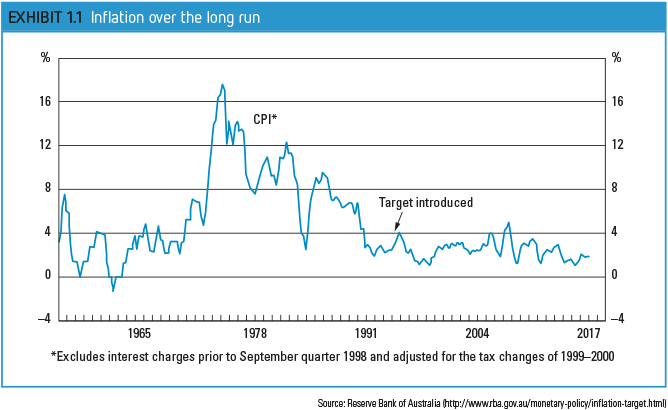 EXHIBIT 1.1 Inflation over the long run
% %
16 16
12 12
CPI*
8 8
Target introduced
4 4
0 0
–4 –4
1965 1978 1991 2004 2017
*Excludes interest charges prior to September quarter 1998 and adjusted for the tax changes of 1999–2000
Source: Reserve Bank of Australia (http://www.rba.gov.au/monetary-policy/inflation-target.html)